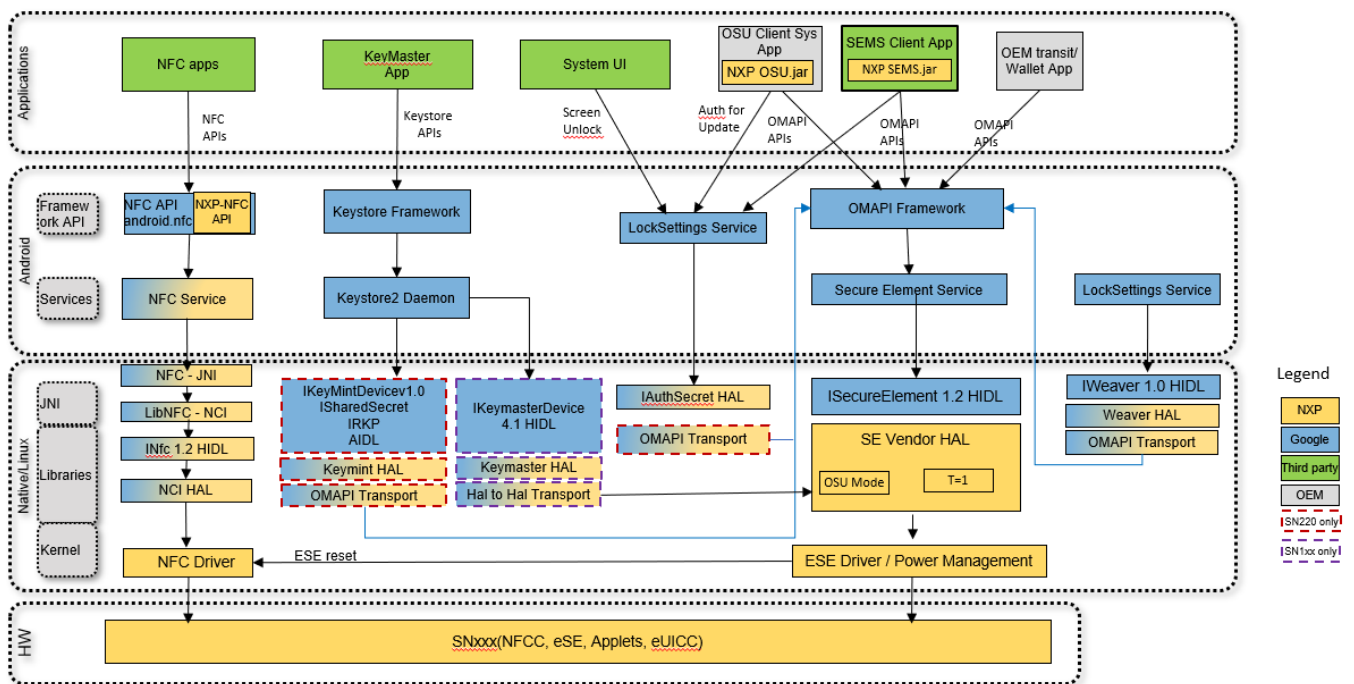 Applications
NFC apps
KeyMaster
App
System UI
OSU Client Sys
App
NXP OSU.jar
SEMS Client App
NXP SEMS.jar
OEM transit/
Wallet App
NFC
APIs
Keystore
APIs
Screen
Unlock
Auth for
Update
OMAPI
APIs
OMAPI
APIs
OMAPI
APIs
Android
Framew
ork API
NFC API
android.nfc
NXP-NFC
API
Keystore Framework
LockSettings Service
OMAPI Framework
Services
NFC Service
Keystore2 Daemon
Secure Element Service
LockSettings Service
Native/Linux
JNI
Libraries
Kernel
NFC - JNI
LibNFC - NCI
INfc 1.2 HIDL
NCI HAL
NFC Driver
IKeyMintDevicev1.0
ISharedSecret
IRKP
AIDL
Keymint HAL
OMAPI Transport
IKeymasterDevice
4.1 HIDL
Keymaster HAL
Hal to Hal Transport
IAuthSecret HAL
OMAPI Transport
ISecureElement 1.2 HIDL
SE Vendor HAL
OSU Mode
T=1
IWeaver 1.0 HIDL
Weaver HAL
OMAPI Transport
ESE reset
ESE Driver / Power Management
HW
SNxxx(NFCC, eSE, Applets, eUICC)
Legend
NXP
Google
Third party
OEM
SN220 only
SN1xx only